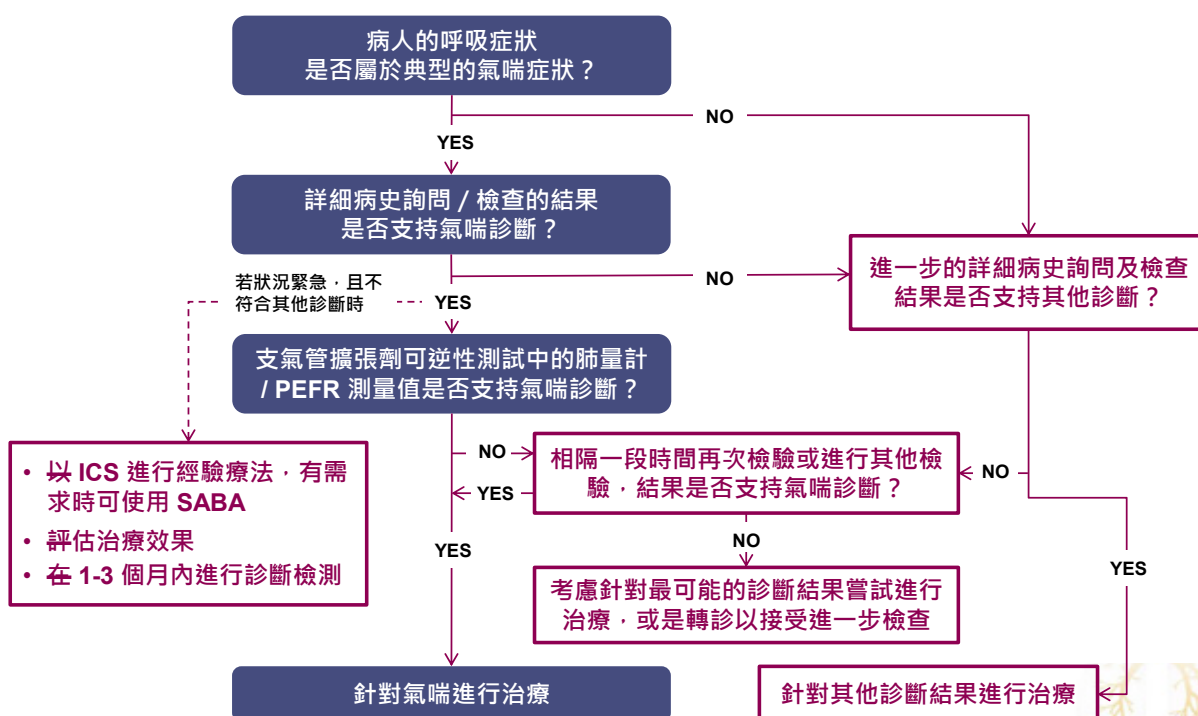 病人的呼吸症狀
是否屬於典型的氣喘症狀？
NO
YES
詳細病史詢問 / 檢查的結果
是否支持氣喘診斷？
進一步的詳細病史詢問及檢查
結果是否支持其他診斷？
NO
若狀況緊急，且不
符合其他診斷時
YES
支氣管擴張劑可逆性測試中的肺量計
/ PEFR 測量值是否支持氣喘診斷？
• 以 ICS 進行經驗療法，有需
求時可使用 SABA
• 評估治療效果
• 在 1-3 個月內進行診斷檢測
NO
YES
相隔一段時間再次檢驗或進行其他檢
驗，結果是否支持氣喘診斷？
NO
NO
YES
YES
考慮針對最可能的診斷結果嘗試進行
治療，或是轉診以接受進一步檢查
針對氣喘進行治療
針對其他診斷結果進行治療